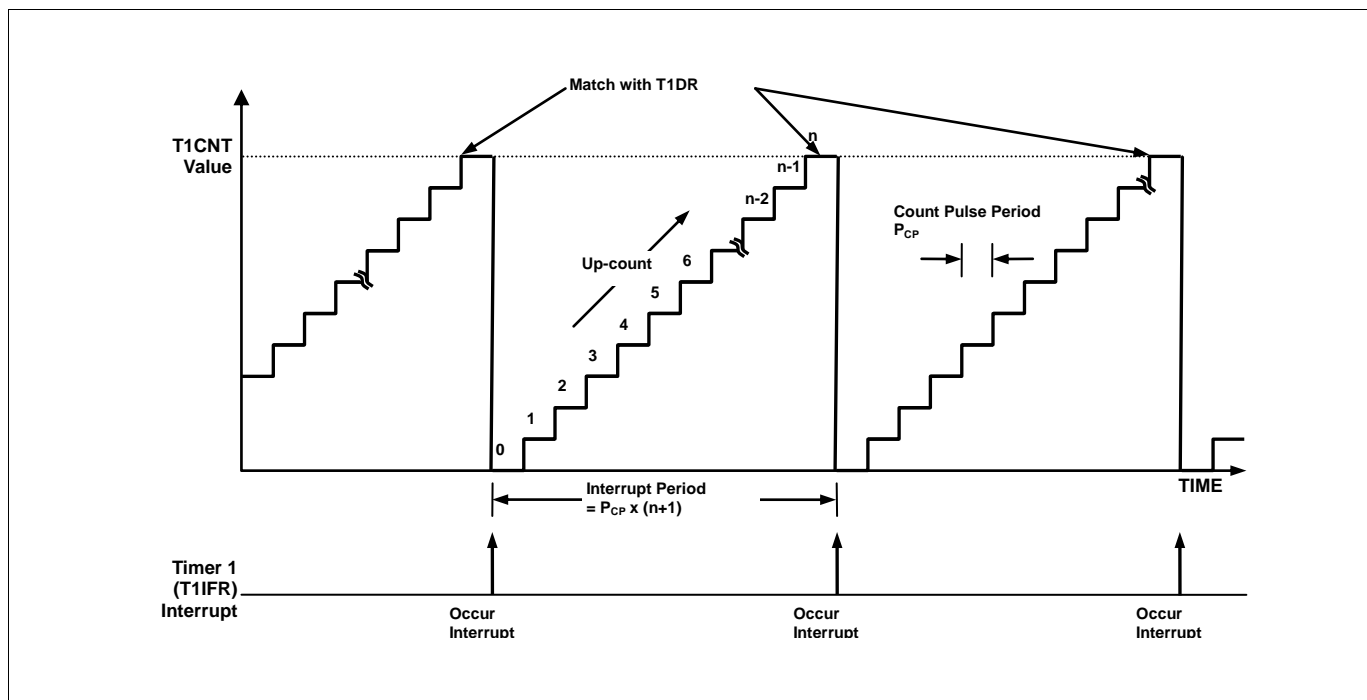 Match with T1DR
T1CNT
Value
n
n-1
n-2
Count Pulse Period
PCP
Up-count
6
5
4
3
2
1
0
Interrupt Period
= PCP x (n+1)
TIME
Timer 1
(T1IFR)
Interrupt
Occur
Interrupt
Occur
Interrupt
Occur
Interrupt